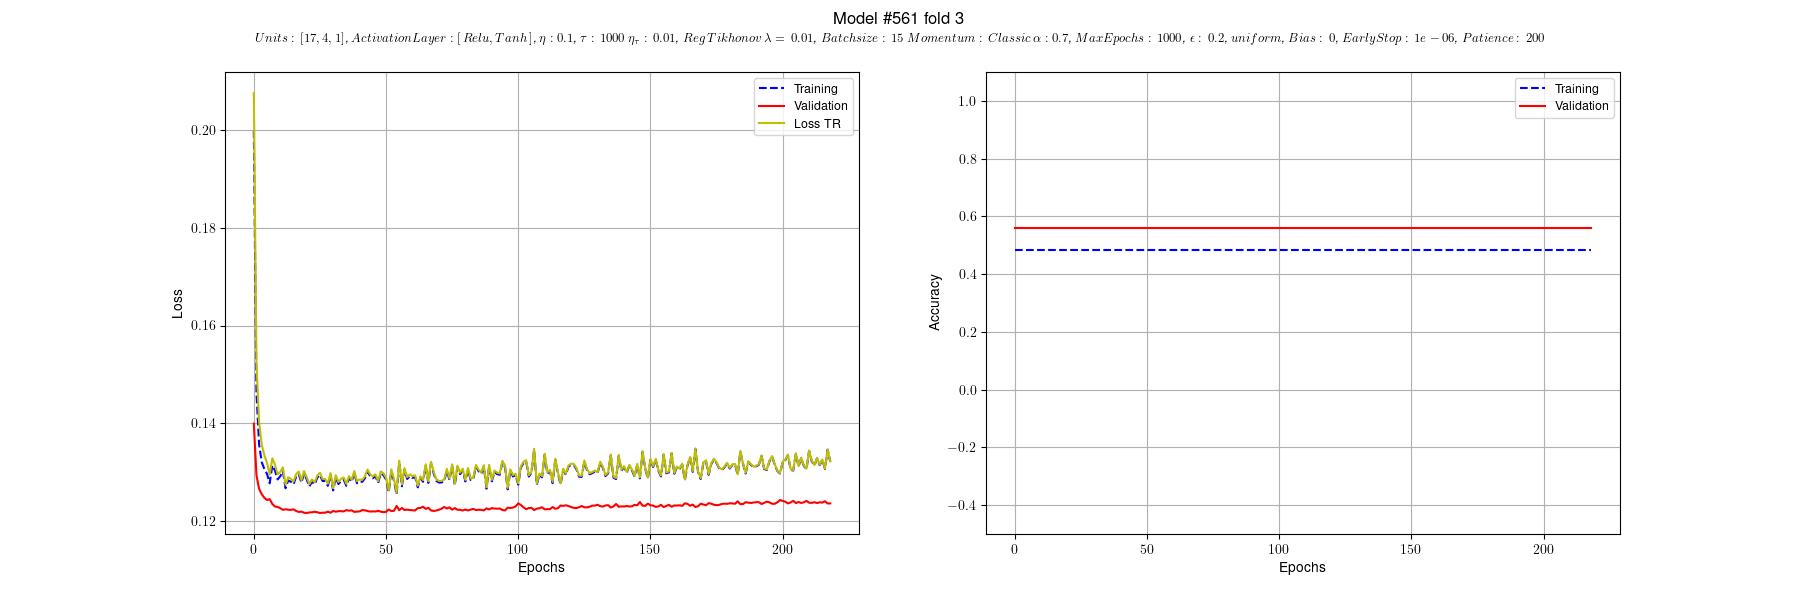 Model #561 fold 3
Units : [17, 4, 1], ActivationLayer : [ Relu, Tanh], η : 0.1, τ : 1000 ητ : 0.01, RegTikhonov λ = 0.01, Batchsize : 15 Momentum : Classic α : 0.7, MaxEpochs : 1000, ϵ : 0.2, uniform, Bias : 0, EarlyStop : 1e − 06, Patience : 200
Training
Validation
Loss TR
0.20
0.18
0.16
0.14
0.12
Loss
0 50 100 150 200
Epochs
Training
Validation
1.0
0.8
0.6
0.4
0.2
0.0
−0.2
−0.4
Accuracy
0 50 100 150 200
Epochs